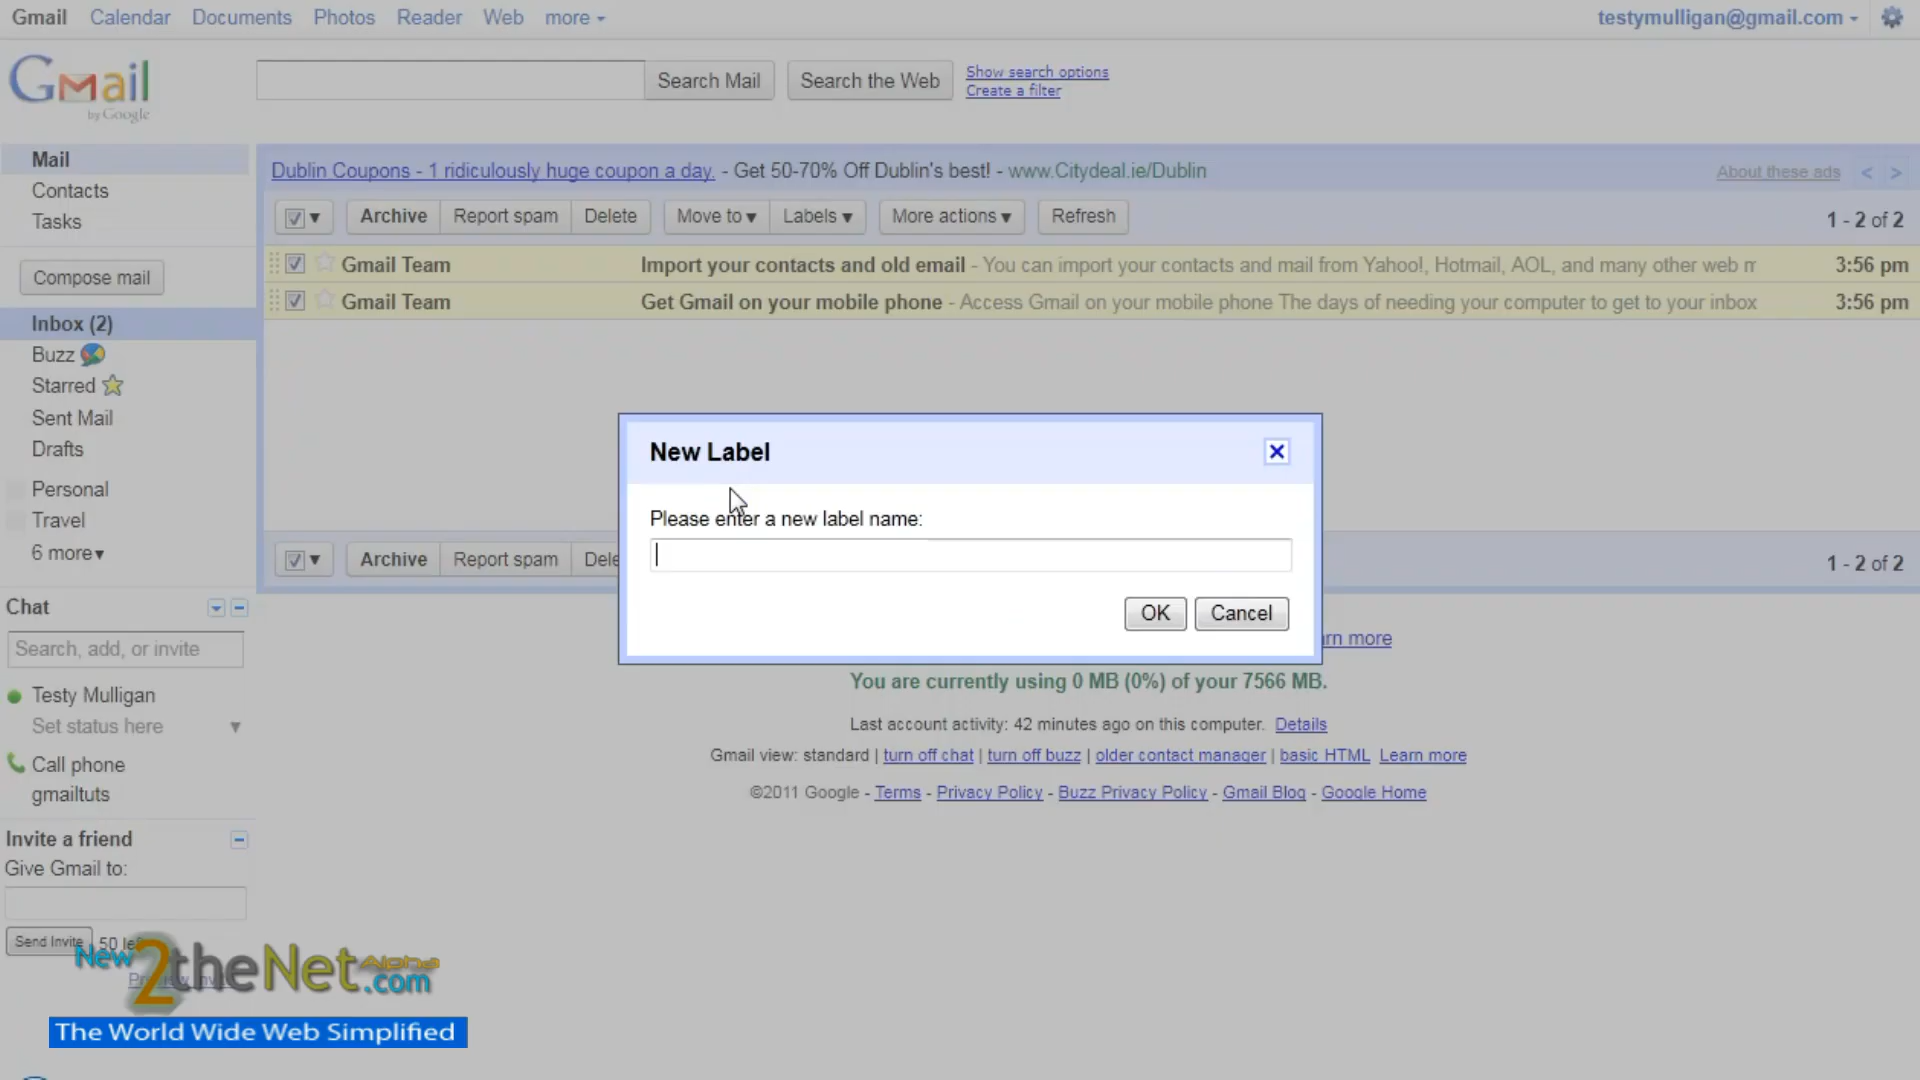 Gmail Calendar Documents Photos Reader Web more
testymulligan@gmail.com
Gmail
by Google
Search Mail
Search the Web
Show search options
Create a filter
Mail
Contacts
Tasks
Compose mail
Inbox (2)
Buzz
Starred
Sent Mail
Drafts
Personal
Travel
6 more
Chat
Search, add, or invite
Testy Mulligan
Set status here
Call phone
gmailtuts
Invite a friend
Give Gmail to:
Send Invite 50
Dublin Coupons - 1 ridiculously huge coupon a day. - Get 50-70% Off Dublin's best! - www.Citydeal.ie/Dublin
About these ads < >
Archive Report spam Delete Move to Labels More actions Refresh 1 - 2 of 2
Gmail Team Import your contacts and old email - You can import your contacts and mail from Yahoo!, Hotmail, AOL, and many other web m 3:56 pm
Gmail Team Get Gmail on your mobile phone - Access Gmail on your mobile phone The days of needing your computer to get to your inbox 3:56 pm
New Label
Please enter a new label name:
OK Cancel
Archive Report spam Dele 1 - 2 of 2
rn more
You are currently using 0 MB (0%) of your 7566 MB.
Last account activity: 42 minutes ago on this computer. Details
Gmail view: standard | turn off chat | turn off buzz | older contact manager | basic HTML Learn more
©2011 Google - Terms - Privacy Policy - Buzz Privacy Policy - Gmail Blog - Google Home
New2theNet.com
Alpha
The World Wide Web Simplified